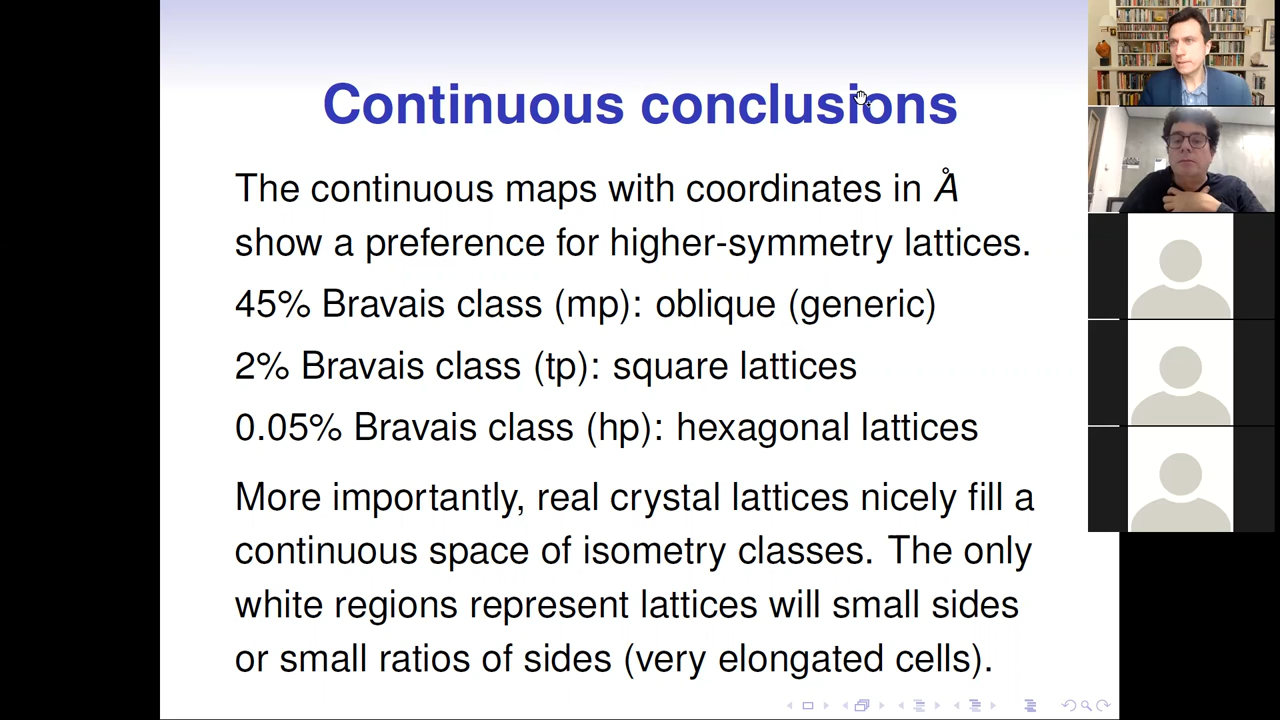 Continuous conclusions
The continuous maps with coordinates in Å
show a preference for higher-symmetry lattices.
45% Bravais class (mp): oblique (generic)
2% Bravais class (tp): square lattices
0.05% Bravais class (hp): hexagonal lattices
More importantly, real crystal lattices nicely fill a
continuous space of isometry classes. The only
white regions represent lattices will small sides
or small ratios of sides (very elongated cells).